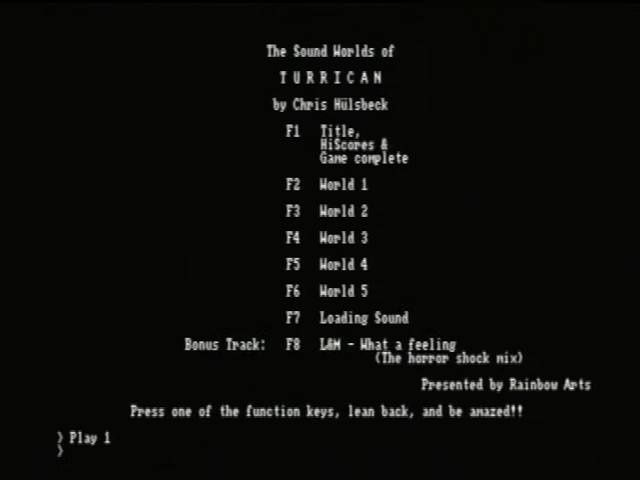 The Sound Worlds of
T U R R I C A N
by Chris Hülsbeck
F1 Title,
HiScores &
Game complete
F2 World 1
F3 World 2
F4 World 3
F5 World 4
F6 World 5
F7 Loading Sound
Bonus Track: F8 L&M - What a feeling
(The horror shock mix)
Presented by Rainbow Arts
Press one of the function keys, lean back, and be amazed!!
} Play 1
}